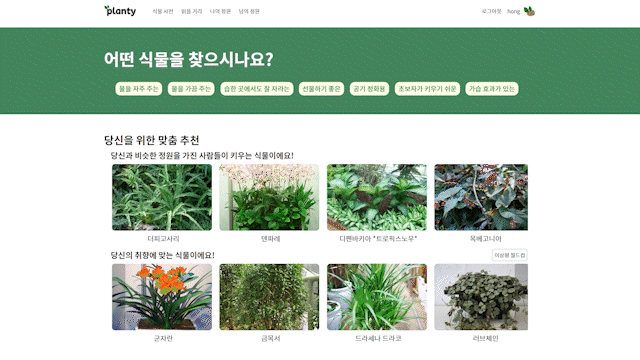 planty
식물 사전 읽을 거리 나의 정원 남의 정원
로그아웃 hong
어떤 식물을 찾으시나요?
물을 자주 주는 물을 가끔 주는 습한 곳에서도 잘 자라는 선물하기 좋은 공기 정화용 초보자가 키우기 쉬운 가습 효과가 있는
당신을 위한 맞춤 추천
당신과 비슷한 정원을 가진 사람들이 키우는 식물이에요!
더피고사리 덴파레 디펜바키아 "트로픽스노우" 목베고니아
당신의 취향에 맞는 식물이에요!
이상형 월드컵
군자란 금목서 드라세나 드라코 러브체인